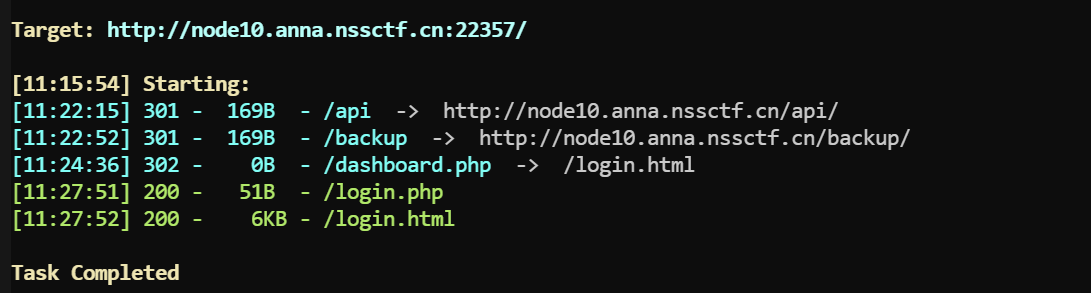 Target: http://node10.anna.nssctf.cn:22357/
[11:15:54] Starting:
[11:22:15] 301 -  169B  - /api  ->  http://node10.anna.nssctf.cn/api/
[11:22:52] 301 -  169B  - /backup  ->  http://node10.anna.nssctf.cn/backup/
[11:24:36] 302 -    0B  - /dashboard.php  ->  /login.html
[11:27:51] 200 -   51B  - /login.php
[11:27:52] 200 -    6KB - /login.html
Task Completed